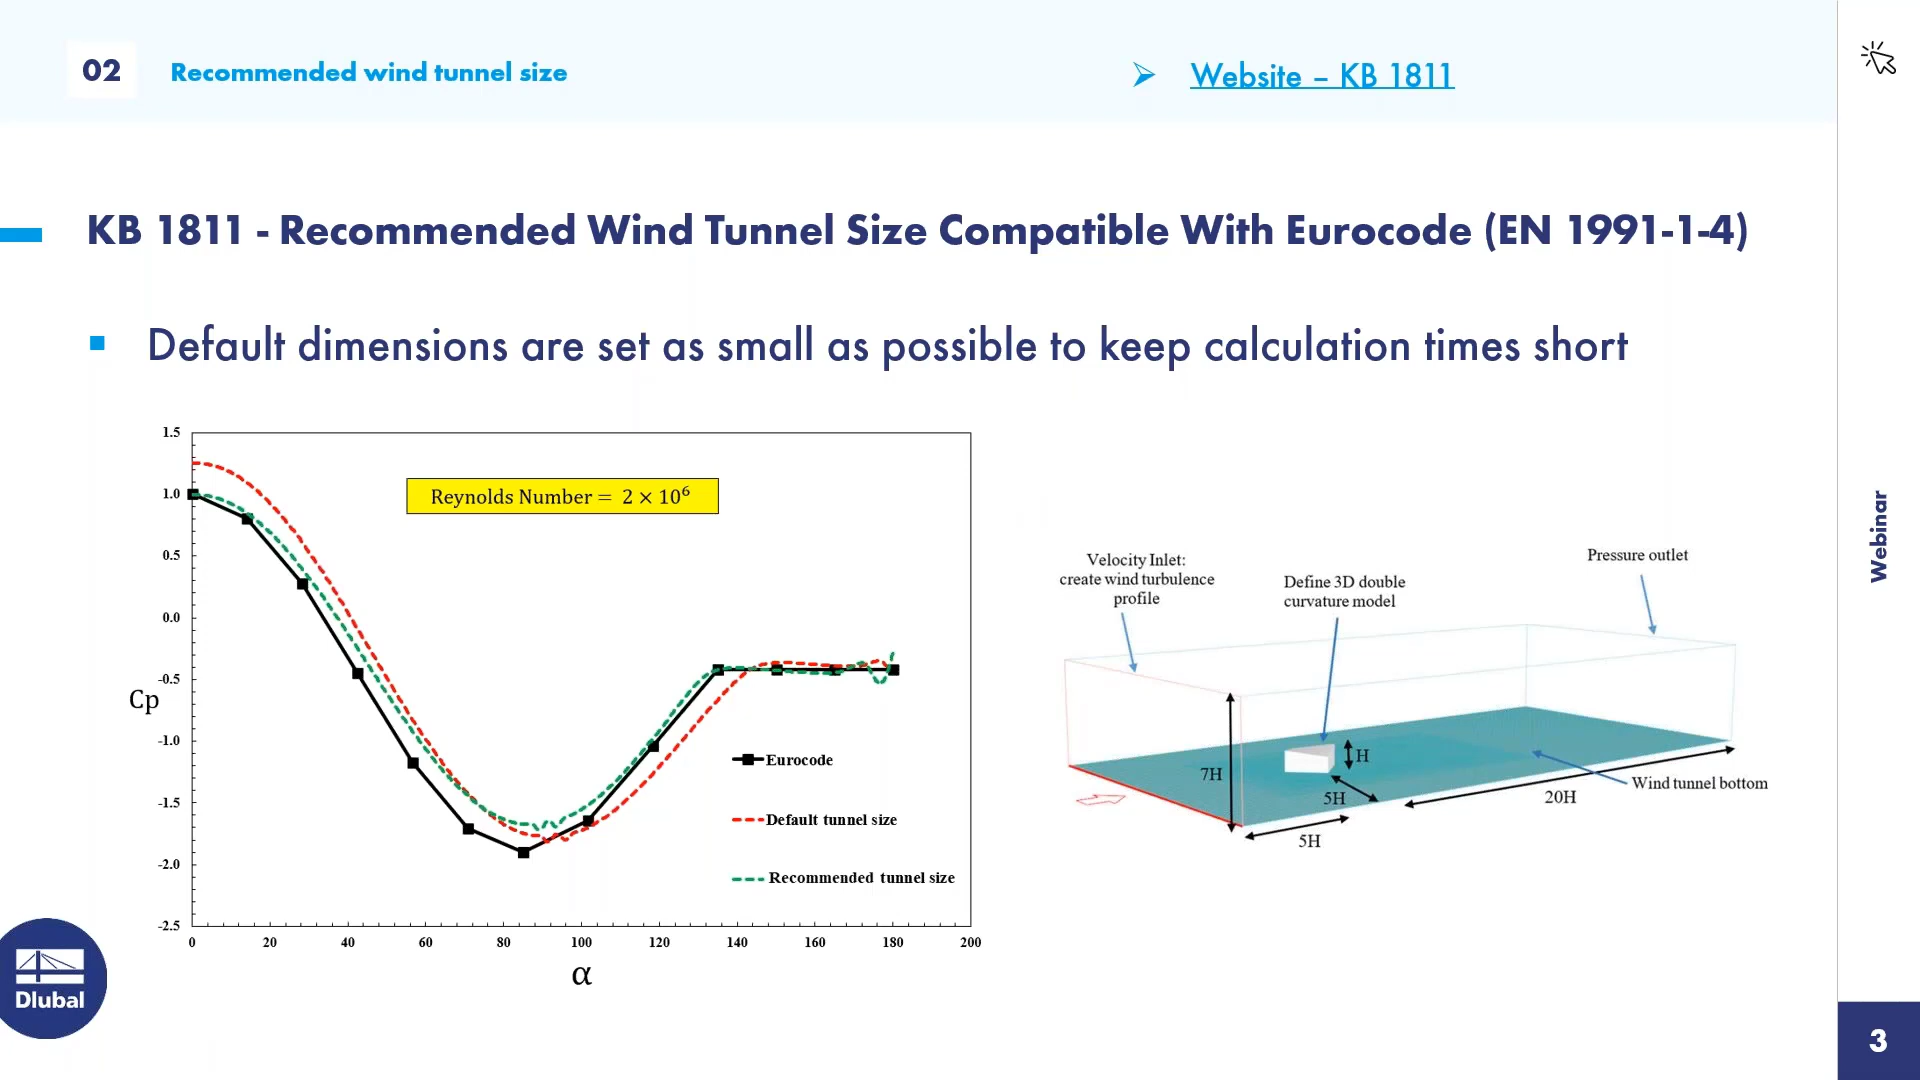 02
Recommended wind tunnel size
➢ Website – KB 1811
KB 1811 - Recommended Wind Tunnel Size Compatible With Eurocode (EN 1991-1-4)
▪ Default dimensions are set as small as possible to keep calculation times short
1.5
1.0
0.5
0.0
-0.5
-1.0
-1.5
-2.0
-2.5
Cp
Reynolds Number = 2 × 10⁶
Eurocode
Default tunnel size
Recommended tunnel size
0 20 40 60 80 100 120 140 160 180 200
α
Velocity Inlet:
create wind turbulence
profile
Define 3D double
curvature model
Pressure outlet
7H
H
5H
5H
20H
Wind tunnel bottom
Webinar
Dlubal
3